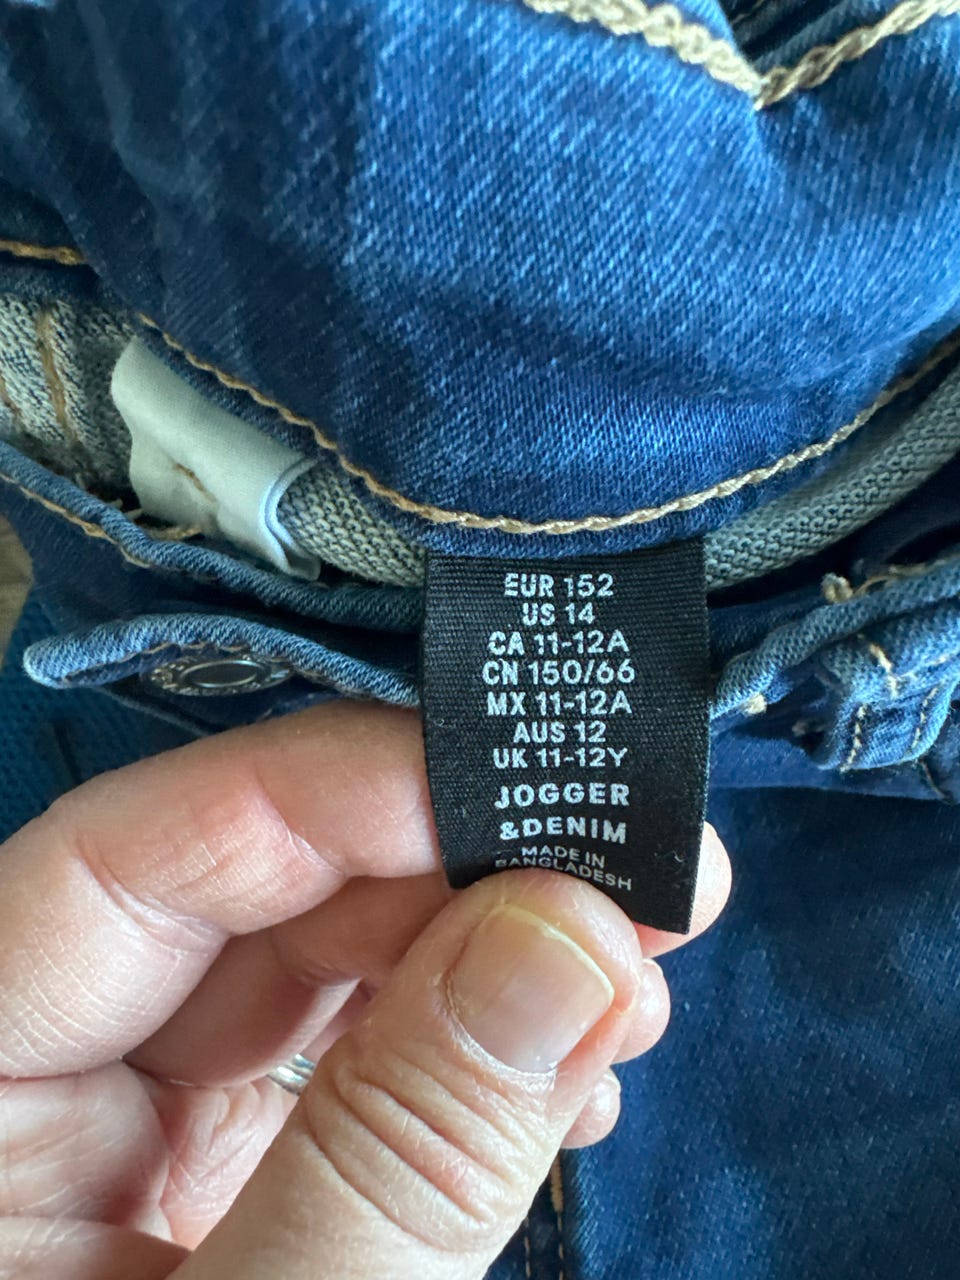 EUR 152
US 14
CA 11-12A
CN 150/66
MX 11-12A
AUS 12
UK 11-12Y
JOGGER
&DENIM
MADE IN
BANGLADESH